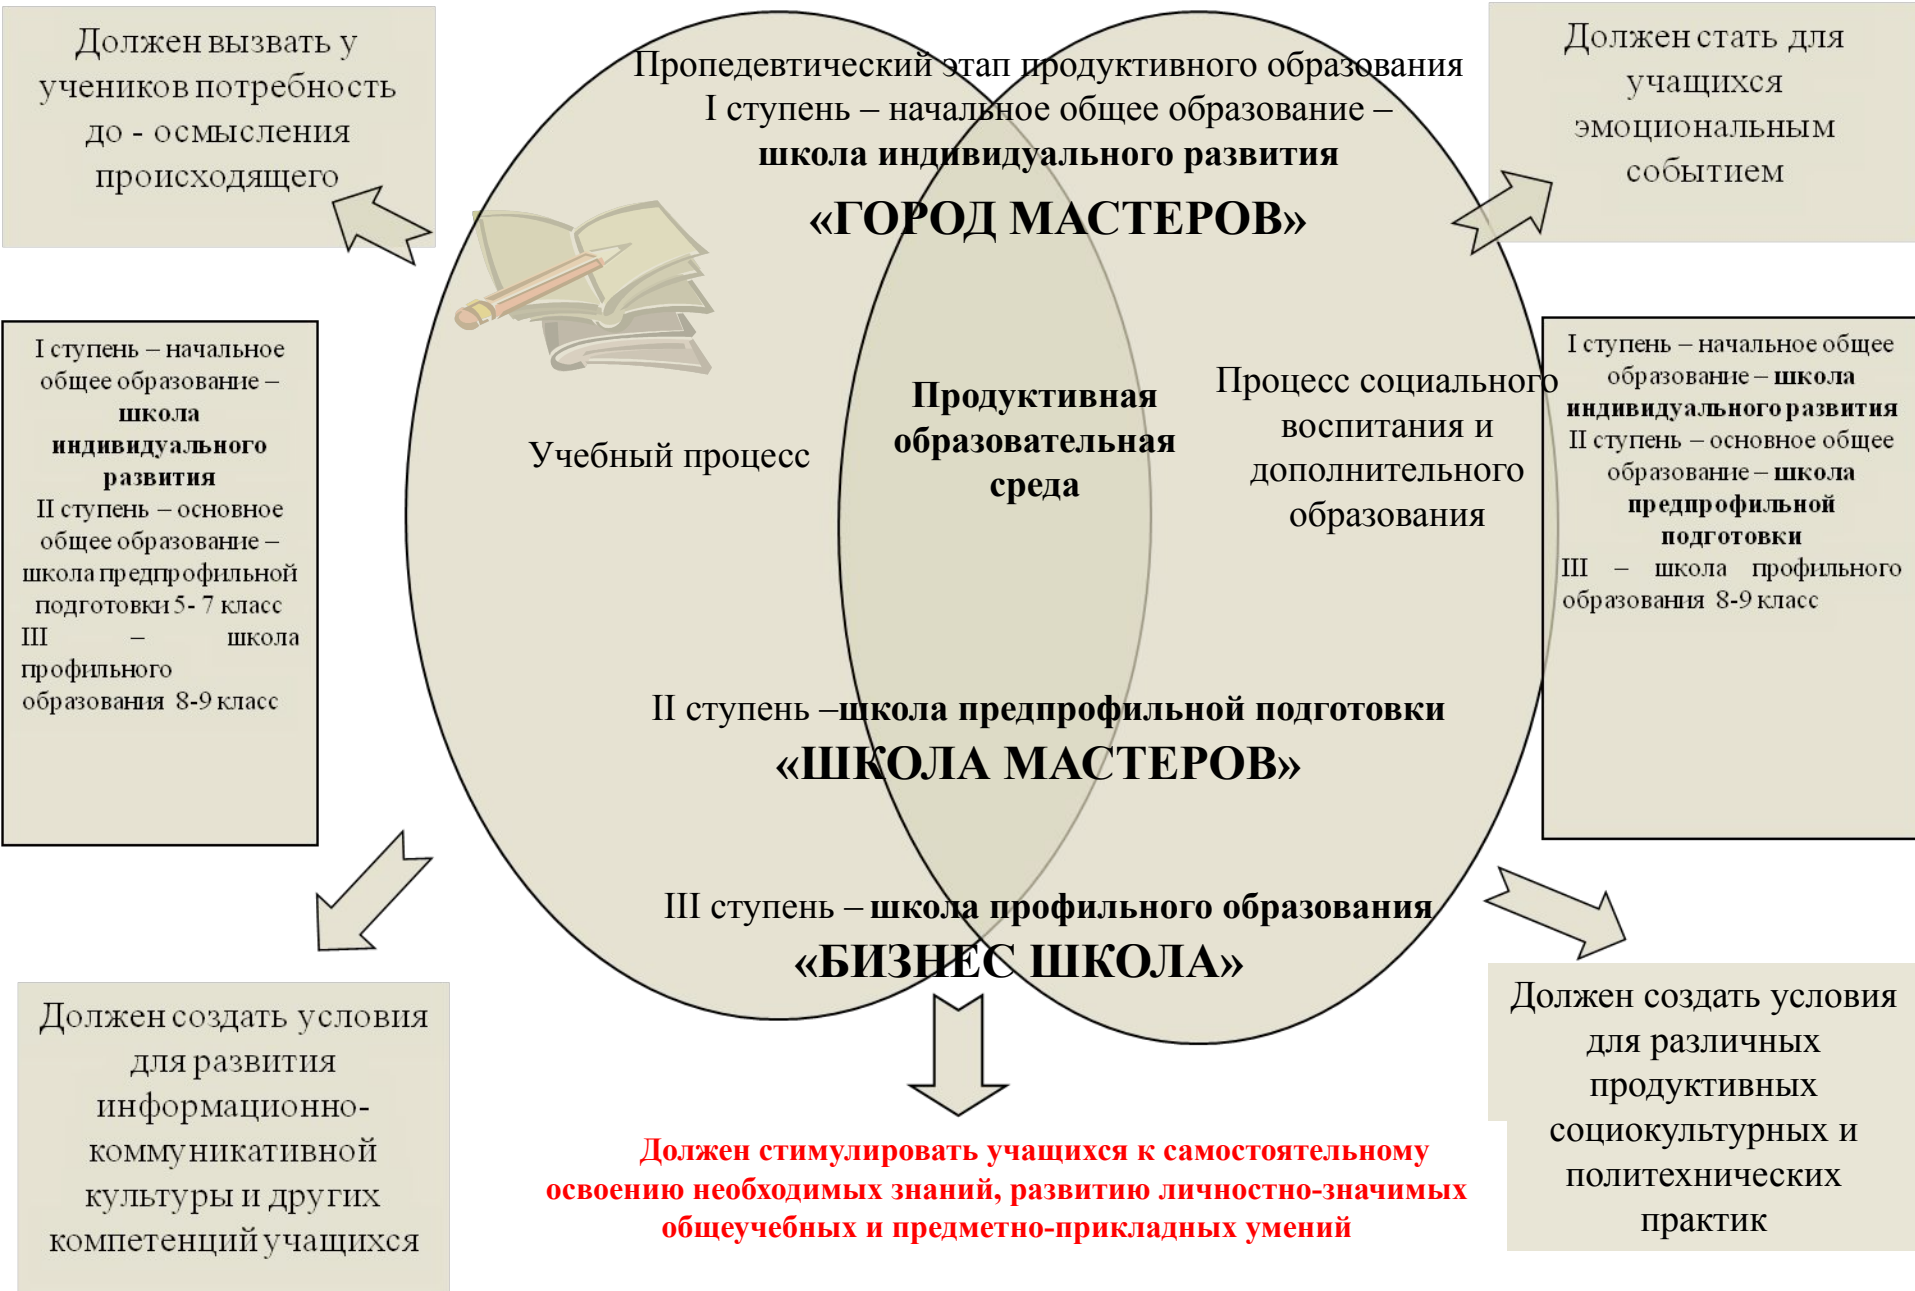 Должен вызвать у
учеников потребность
до - осмысления
происходящего
Пропедевтический этап продуктивного образования
I ступень – начальное общее образование –
школа индивидуального развития
«ГОРОД МАСТЕРОВ»
Должен стать для
учащихся
эмоциональным
событием
I ступень – начальное
общее образование –
школа
индивидуального
развития
II ступень – основное
общее образование –
школа предпрофильной
подготовки 5- 7 класс
III – школа
профильного
образования 8-9 класс
Учебный процесс
Продуктивная
образовательная
среда
Процесс социального
воспитания и
дополнительного
образования
I ступень – начальное общее
образование – школа
индивидуального развития
II ступень – основное общее
образование – школа
предпрофильной
подготовки
III – школа профильного
образования 8-9 класс
II ступень –школа предпрофильной подготовки
«ШКОЛА МАСТЕРОВ»
III ступень – школа профильного образования
«БИЗНЕС ШКОЛА»
Должен создать условия
для развития
информационно-
коммуникативной
культуры и других
компетенций учащихся
Должен стимулировать учащихся к самостоятельному
освоению необходимых знаний, развитию личностно-значимых
общеучебных и предметно-прикладных умений
Должен создать условия
для различных
продуктивных
социокультурных и
политехнических
практик